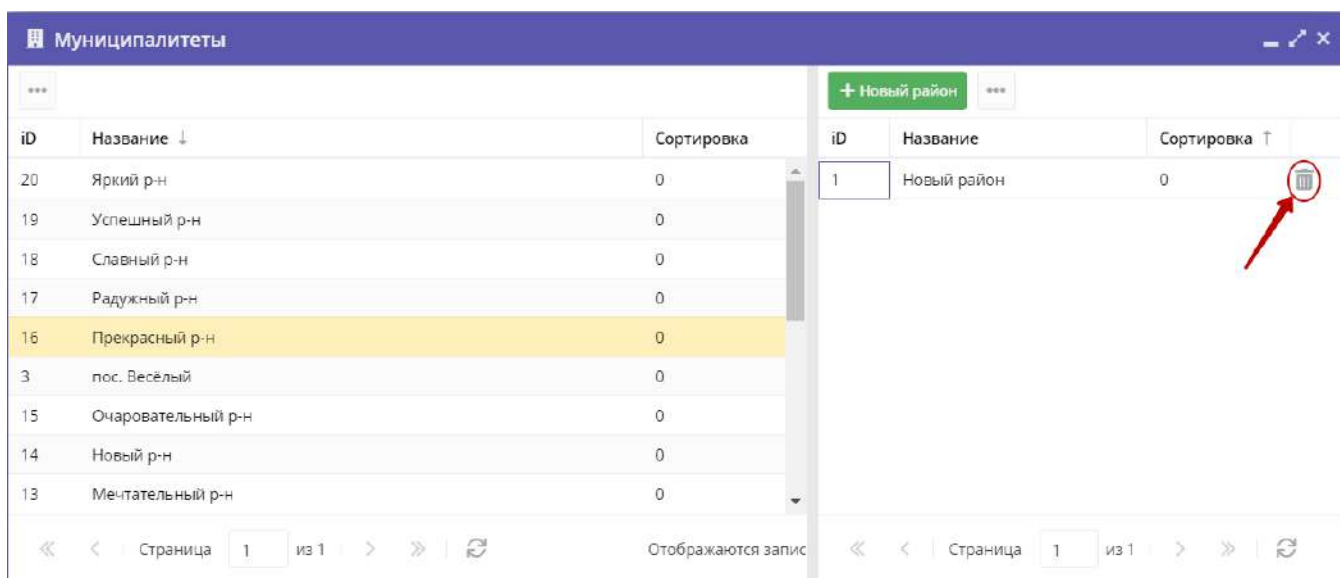 Муниципалитеты
+ Новый район
iD Название ↓ Сортировка
iD Название Сортировка ↑
20 Яркий р-н 0
1 Новый район 0
19 Успешный р-н 0
18 Славный р-н 0
17 Радужный р-н 0
16 Прекрасный р-н 0
3 пос. Весёлый 0
15 Очаровательный р-н 0
14 Новый р-н 0
13 Мечтательный р-н 0
Страница 1 из 1 Отображаются запис
Страница 1 из 1